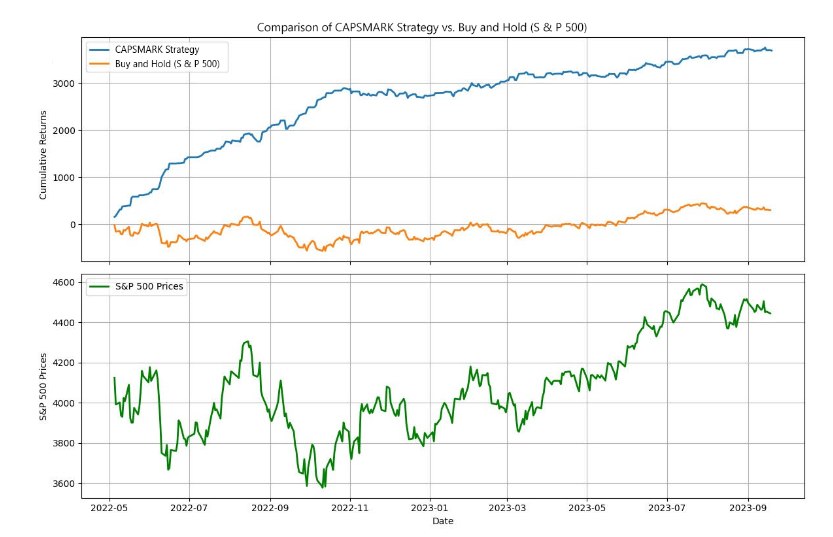 Comparison of CAPSMARK Strategy vs. Buy and Hold (S & P 500)
CAPSMARK Strategy
Buy and Hold (S & P 500)
Cumulative Returns
3000
2000
1000
0
S&P 500 Prices
S&P 500 Prices
4600
4400
4200
4000
3800
3600
2022-05 2022-07 2022-09 2022-11 2023-01 2023-03 2023-05 2023-07 2023-09
Date